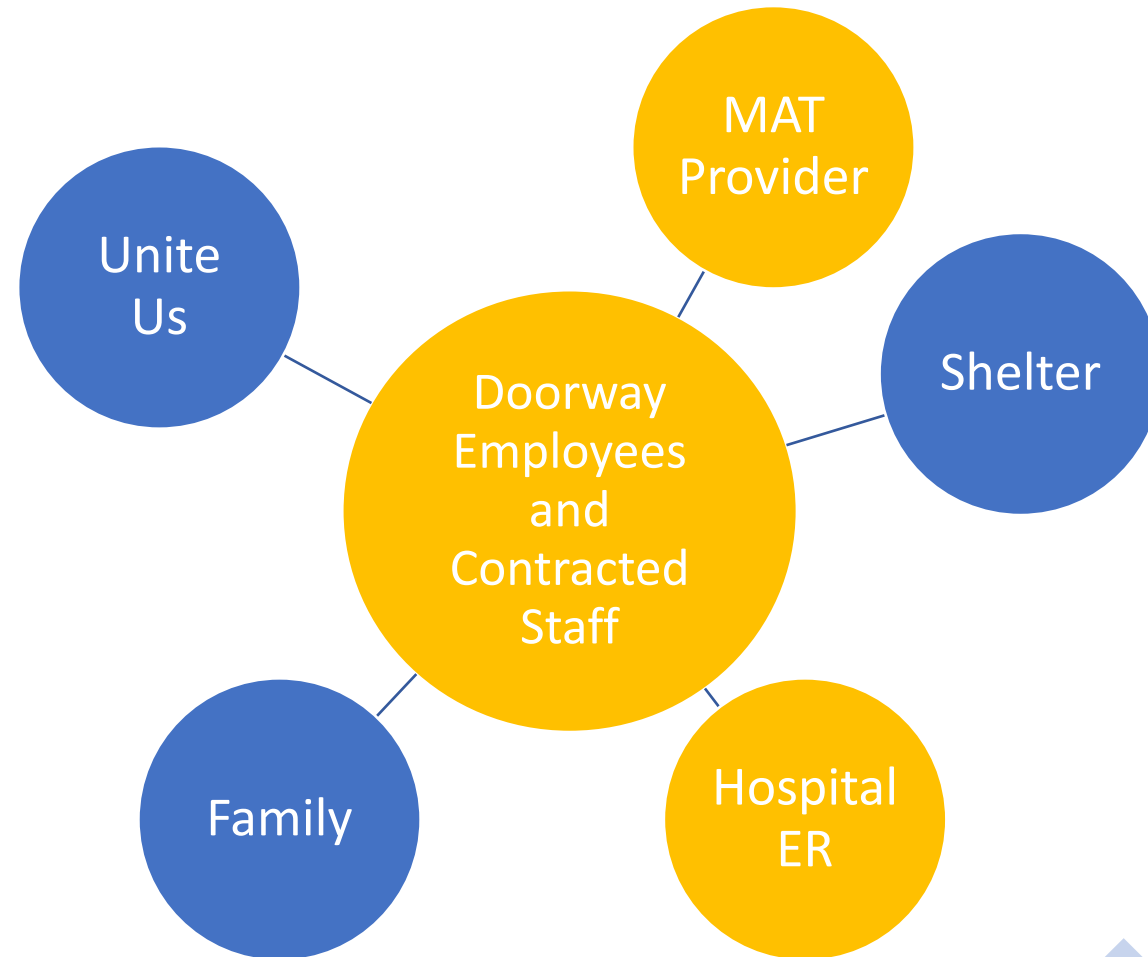 MAT
Provider
Unite
Us
Shelter
Doorway
Employees
and
Contracted
Staff
Family
Hospital
ER